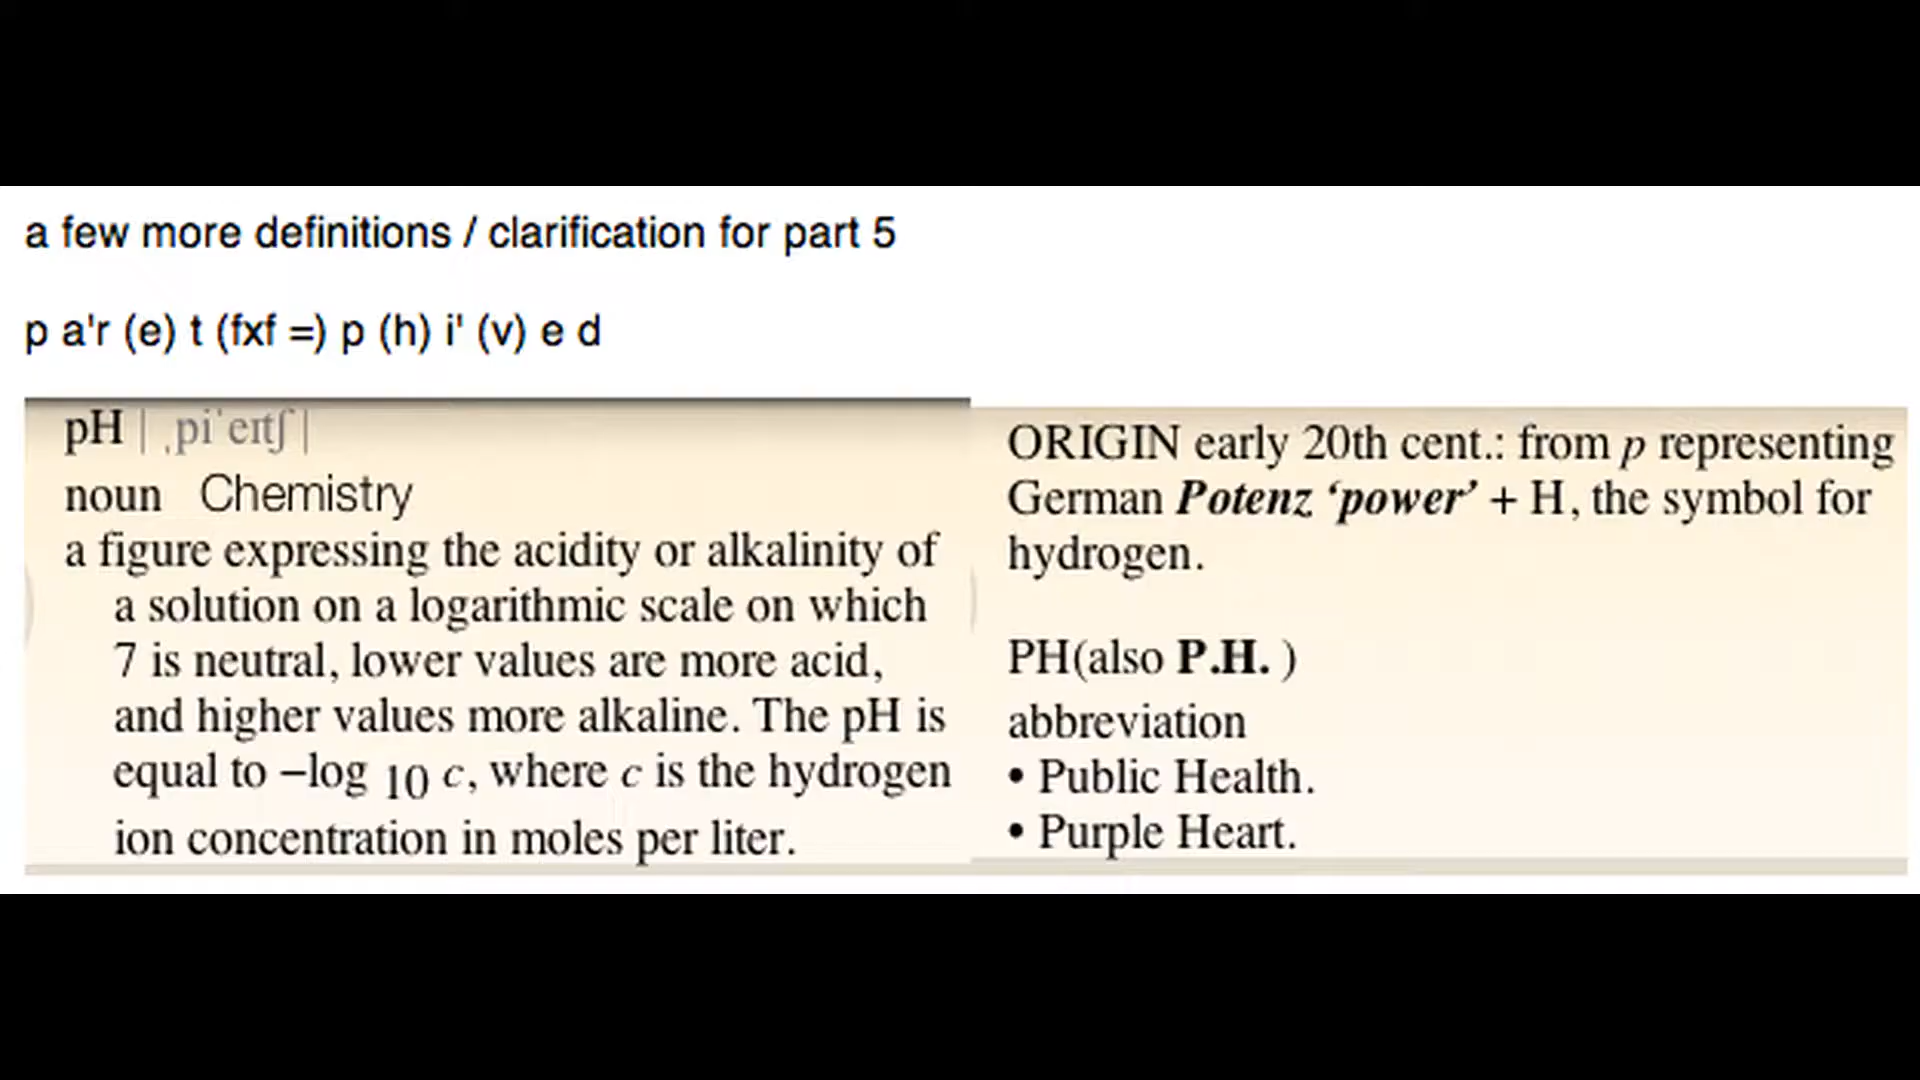 a few more definitions / clarification for part 5
p a'r (e) t (fxf =) p (h) i' (v) e d
pH | ˌpiˈeɪtʃ |
noun Chemistry
a figure expressing the acidity or alkalinity of
a solution on a logarithmic scale on which
7 is neutral, lower values are more acid,
and higher values more alkaline. The pH is
equal to –log 10 c, where c is the hydrogen
ion concentration in moles per liter.
ORIGIN early 20th cent.: from p representing
German Potenz ‘power’ + H, the symbol for
hydrogen.
PH(also P.H. )
abbreviation
• Public Health.
• Purple Heart.